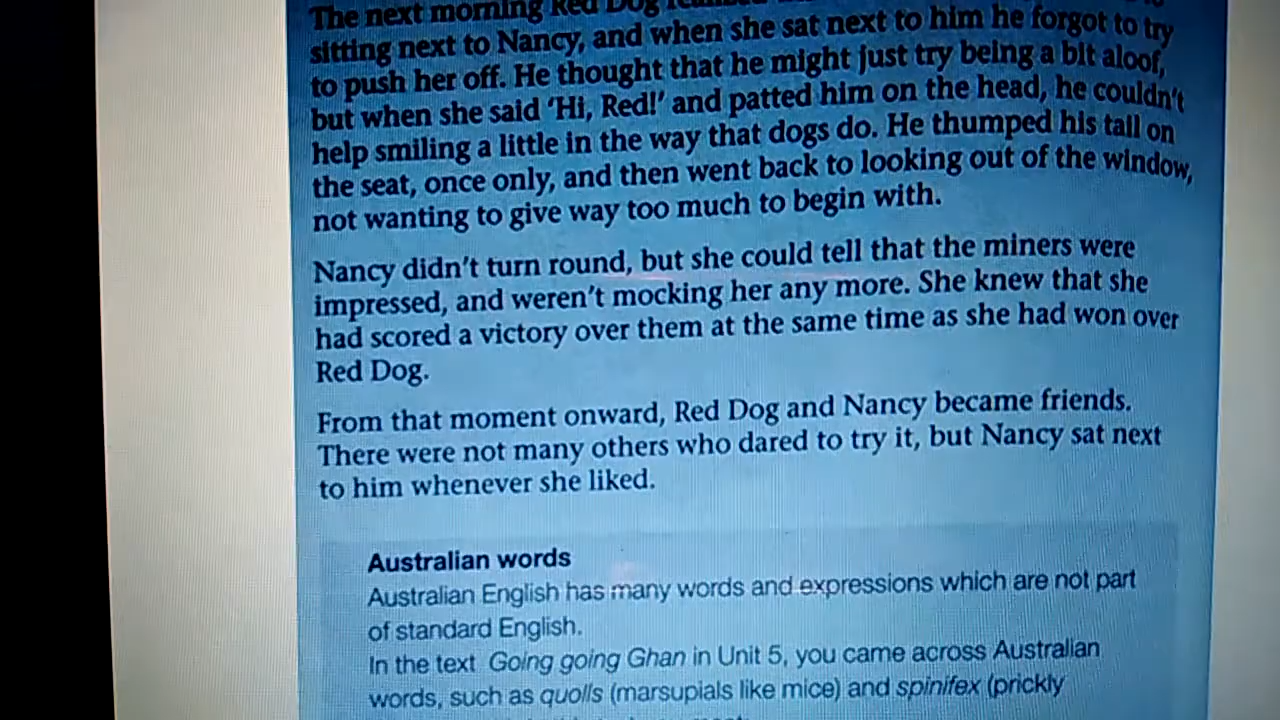 The next morning Red Dog
sitting next to Nancy, and when she sat next to him he forgot to try
to push her off. He thought that he might just try being a bit aloof,
but when she said ‘Hi, Red!’ and patted him on the head, he couldn’t
help smiling a little in the way that dogs do. He thumped his tail on
the seat, once only, and then went back to looking out of the window,
not wanting to give way too much to begin with.
Nancy didn’t turn round, but she could tell that the miners were
impressed, and weren’t mocking her any more. She knew that she
had scored a victory over them at the same time as she had won over
Red Dog.
From that moment onward, Red Dog and Nancy became friends.
There were not many others who dared to try it, but Nancy sat next
to him whenever she liked.
Australian words
Australian English has many words and expressions which are not part
of standard English.
In the text Going going Ghan in Unit 5, you came across Australian
words, such as quolls (marsupials like mice) and spinifex (prickly